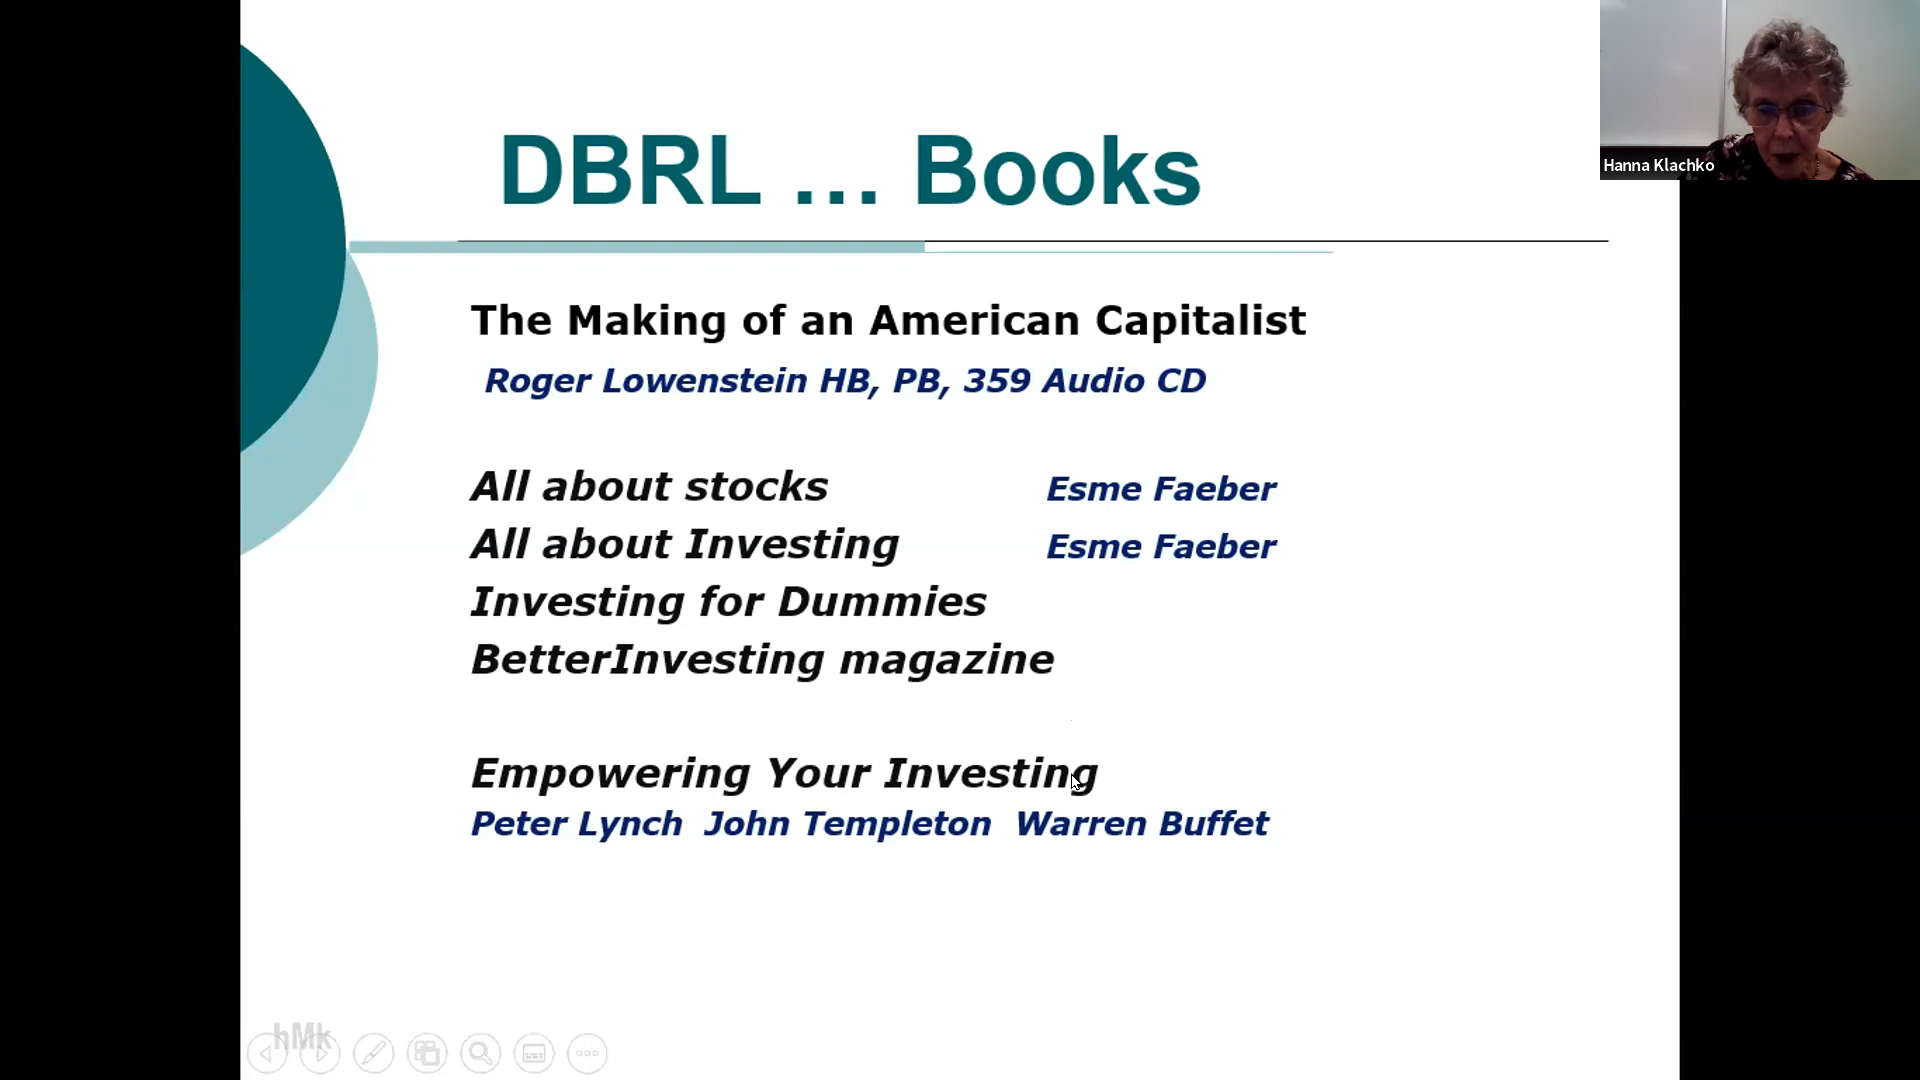 DBRL ... Books
Hanna Klachko
The Making of an American Capitalist
Roger Lowenstein HB, PB, 359 Audio CD
All about stocks Esme Faeber
All about Investing Esme Faeber
Investing for Dummies
BetterInvesting magazine
Empowering Your Investing
Peter Lynch John Templeton Warren Buffet
hMk